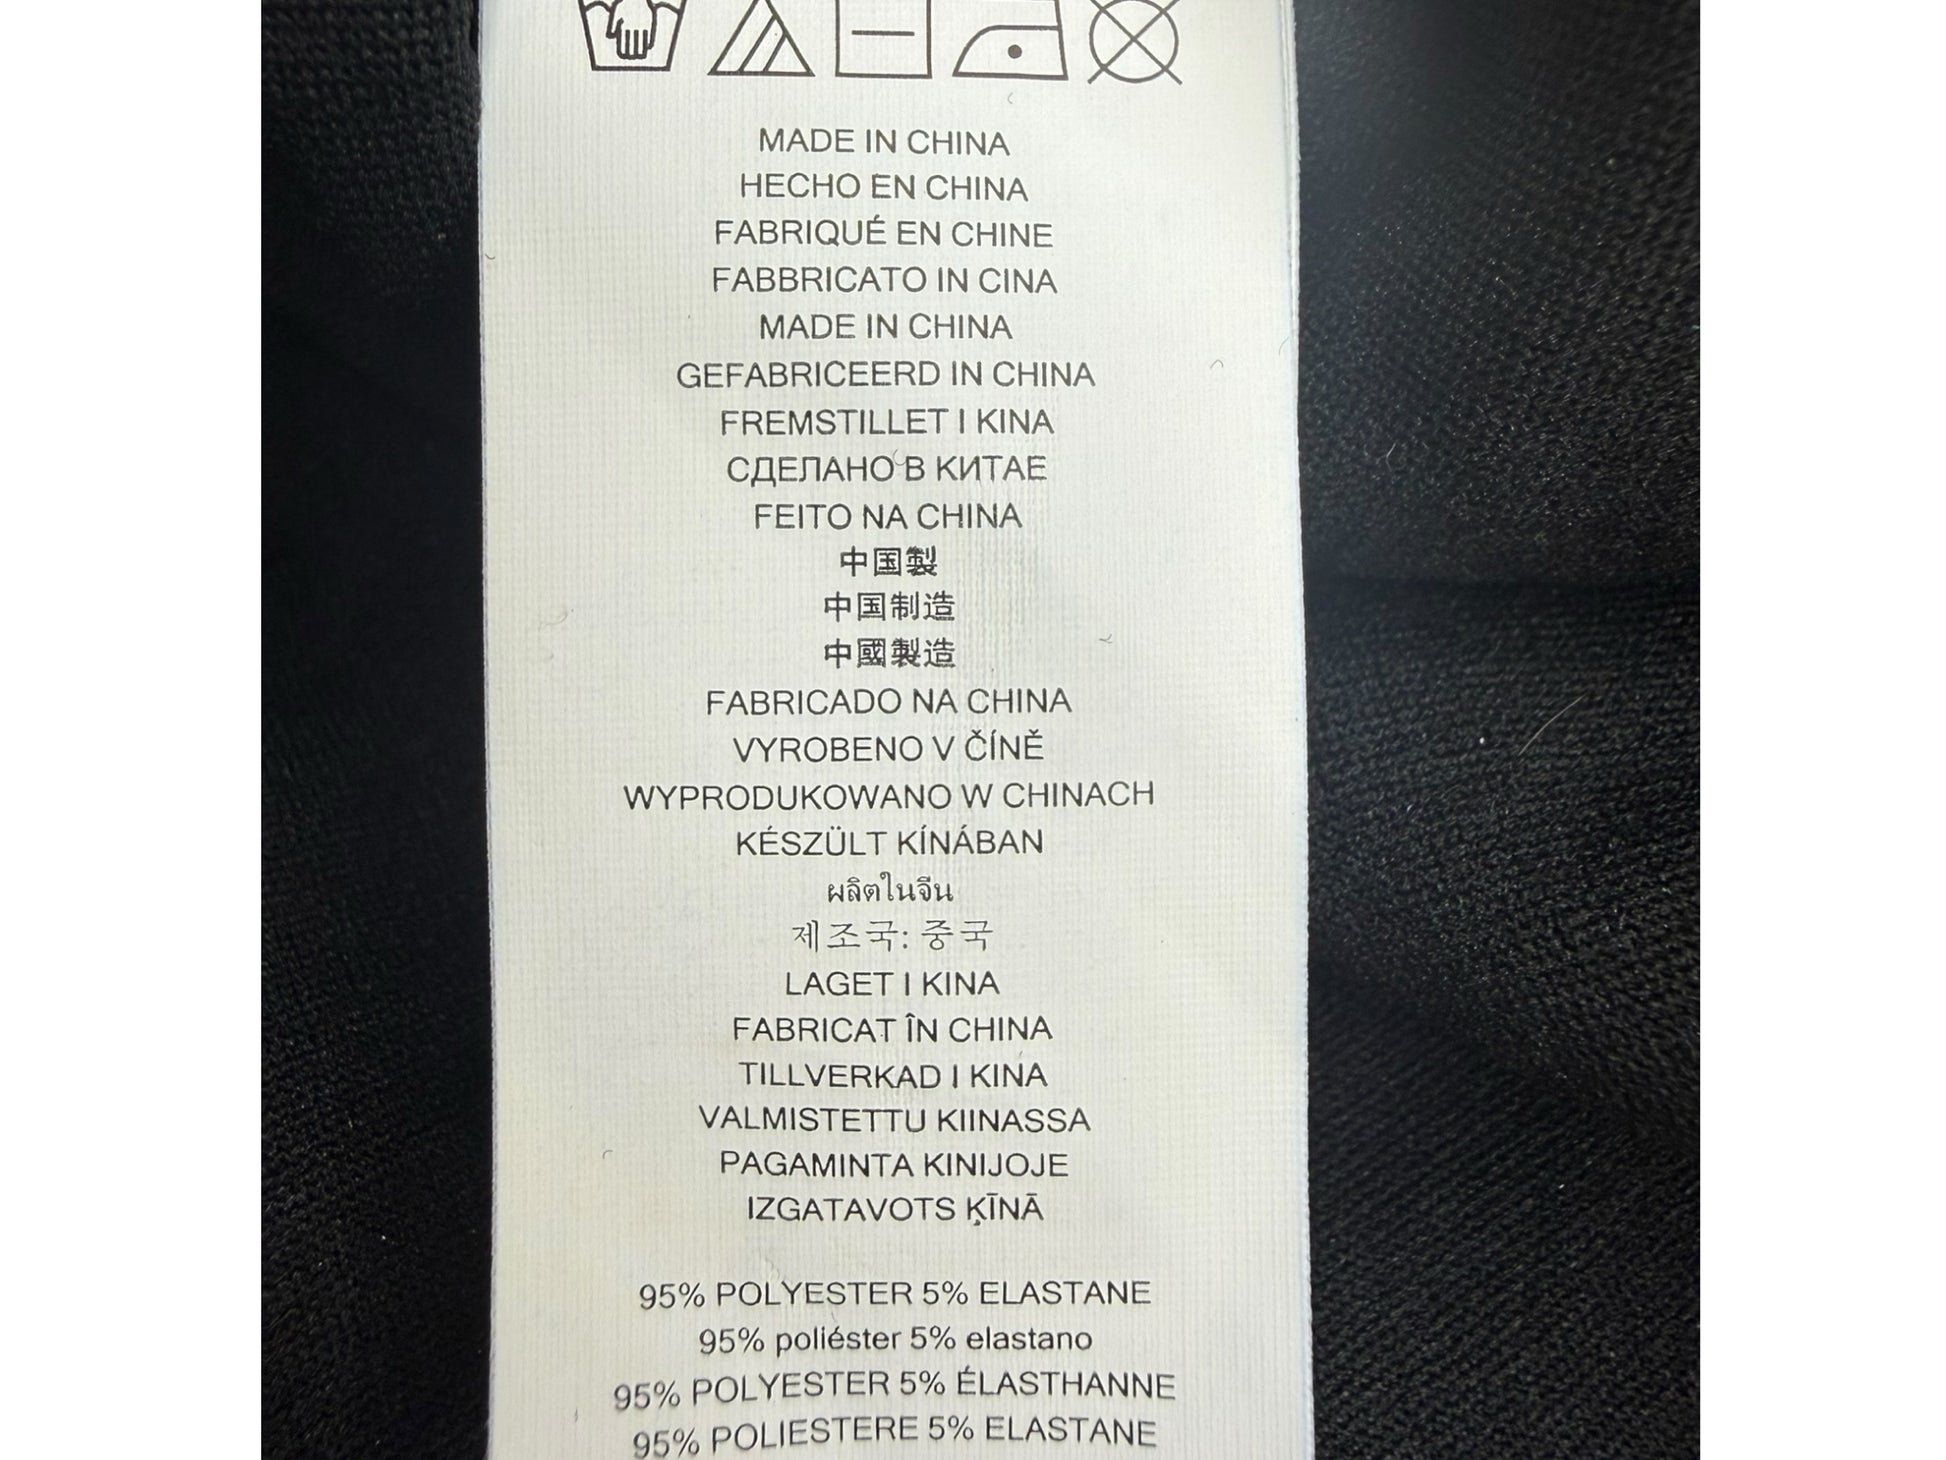 MADE IN CHINA
HECHO EN CHINA
FABRIQUÉ EN CHINE
FABBRICATO IN CINA
MADE IN CHINA
GEFABRICEERD IN CHINA
FREMSTILLET I KINA
СДЕЛАНО В КИТАЕ
FEITO NA CHINA
中国製
中国制造
中國製造
FABRICADO NA CHINA
VYROBENO V ČÍNĚ
WYPRODUKOWANO W CHINACH
KÉSZÜLT KÍNÁBAN
ผลิตในจีน
제조국: 중국
LAGET I KINA
FABRICAT ÎN CHINA
TILLVERKAD I KINA
VALMISTETTU KIINASSA
PAGAMINTA KINIJOJE
IZGATAVOTS ĶĪNĀ
95% POLYESTER 5% ELASTANE
95% poliéster 5% elastano
95% POLYESTER 5% ÉLASTHANNE
95% POLIESTERE 5% ELASTANE